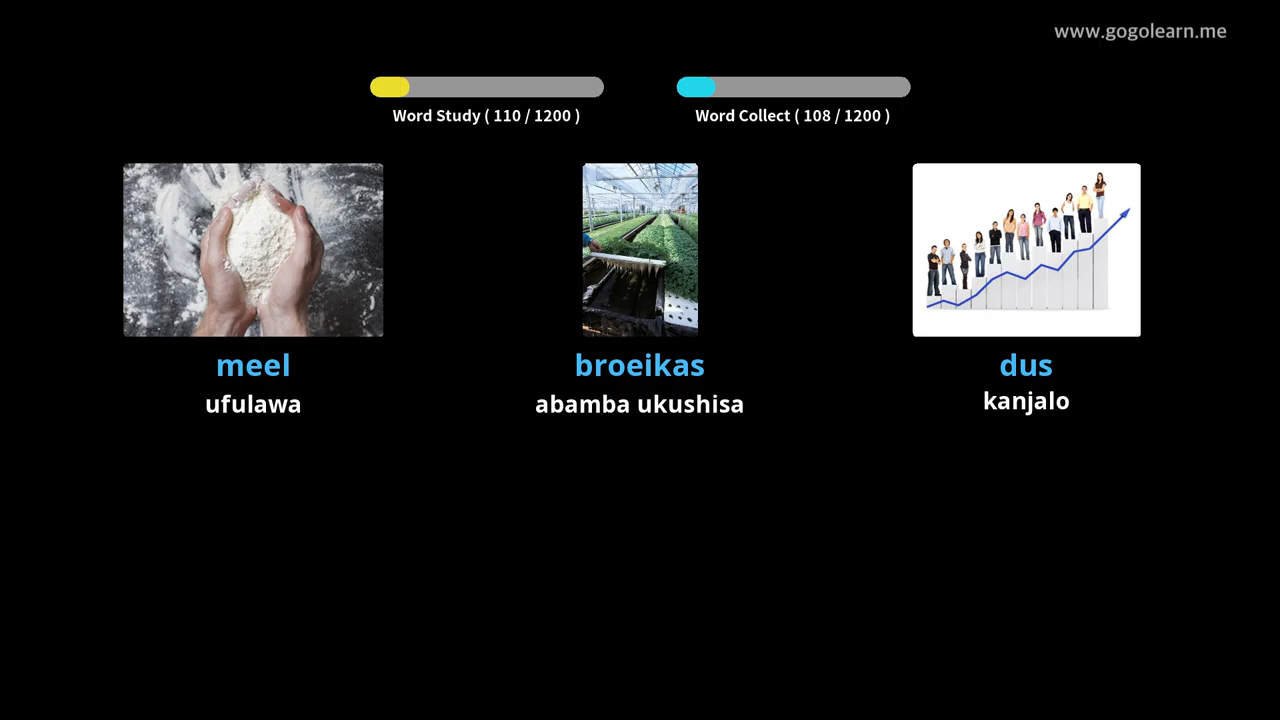 www.gogolearn.me
Word Study ( 110 / 1200 )
Word Collect ( 108 / 1200 )
meel
broeikas
dus
ufulawa
abamba ukushisa
kanjalo